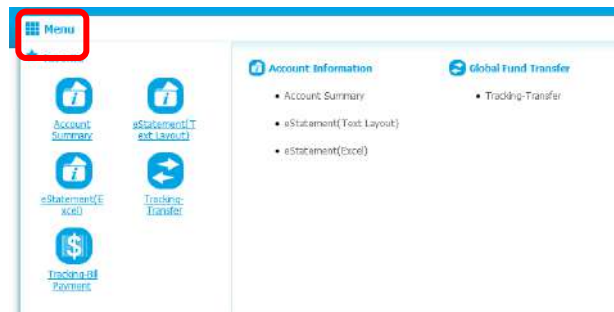 Menu
Account
Summary
eStatement(T
ext Layout)
eStatement(E
xcel)
Tracking-
Transfer
Tracking-Bill
Payment
Account Information
• Account Summary
• eStatement(Text Layout)
• eStatement(Excel)
Global Fund Transfer
• Tracking-Transfer